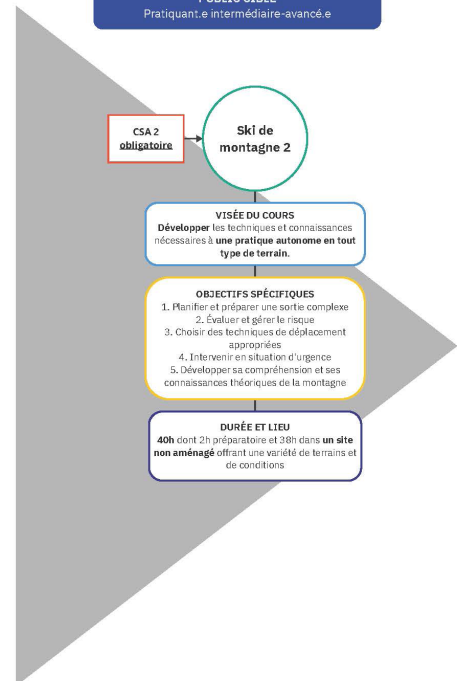 PUBLIC CIBLÉ
Pratiquant.e intermédiaire-avancé.e
CSA 2
obligatoire
Ski de
montagne 2
VISÉE DU COURS
Développer les techniques et connaissances
nécessaires à une pratique autonome en tout
type de terrain.
OBJECTIFS SPÉCIFIQUES
1. Planifier et préparer une sortie complexe
2. Évaluer et gérer le risque
3. Choisir des techniques de déplacement
appropriées
4. Intervenir en situation d'urgence
5. Développer sa compréhension et ses
connaissances théoriques de la montagne
DURÉE ET LIEU
40h dont 2h préparatoire et 38h dans un site
non aménagé offrant une variété de terrains et
de conditions